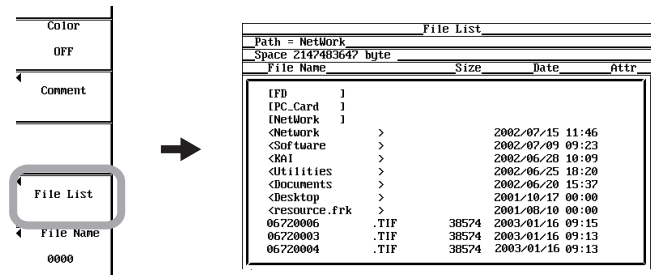 Color
OFF
Comment
File List
File Name
0000
File List
Path = NetWork
Space 2147483647 byte
File Name Size Date Attr
[FD ]
[PC_Card ]
[NetWork ]
<Network > 2002/07/15 11:46
<Software > 2002/07/09 09:23
<KAI > 2002/06/28 10:09
<Utilities > 2002/06/25 18:20
<Documents > 2002/06/20 15:37
<Desktop > 2001/10/17 00:00
<resource.frk > 2001/08/10 00:00
06720006 .TIF 38574 2003/01/16 09:15
06720003 .TIF 38574 2003/01/16 09:13
06720004 .TIF 38574 2003/01/16 09:13